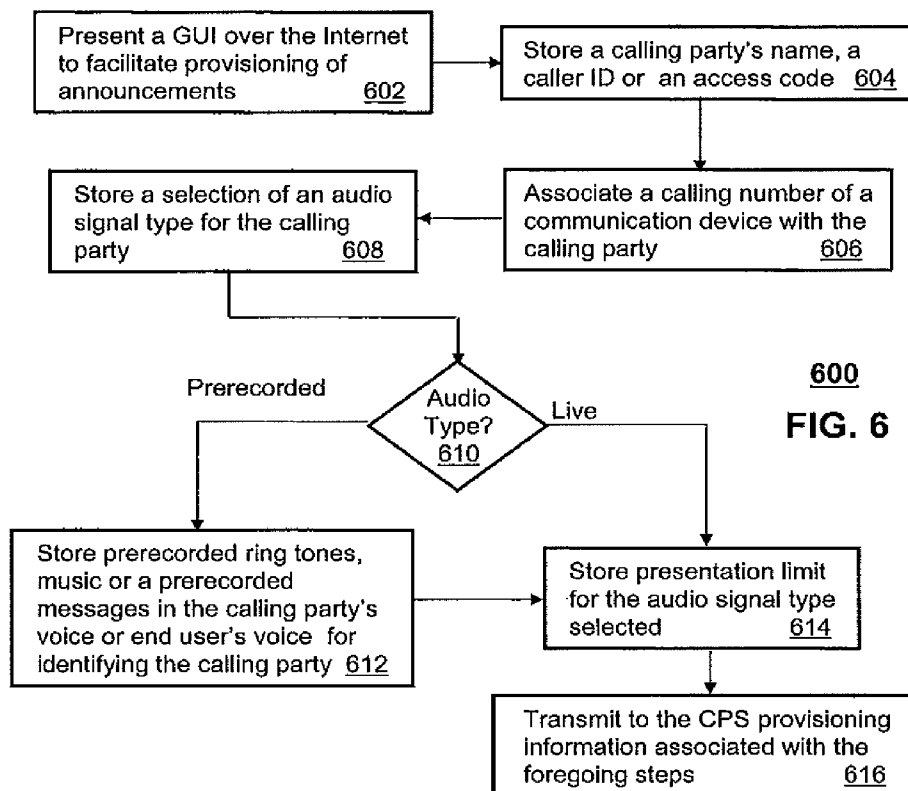 Present a GUI over the Internet
to facilitate provisioning of
announcements 602
Store a calling party's name, a
caller ID or an access code 604
Associate a calling number of a
communication device with the
calling party 606
Store a selection of an audio
signal type for the calling
party 608
Audio
Type?
610
Prerecorded
Live
600
FIG. 6
Store prerecorded ring tones,
music or a prerecorded
messages in the calling party's
voice or end user's voice for
identifying the calling party 612
Store presentation limit
for the audio signal type
selected 614
Transmit to the CPS provisioning
information associated with the
foregoing steps 616